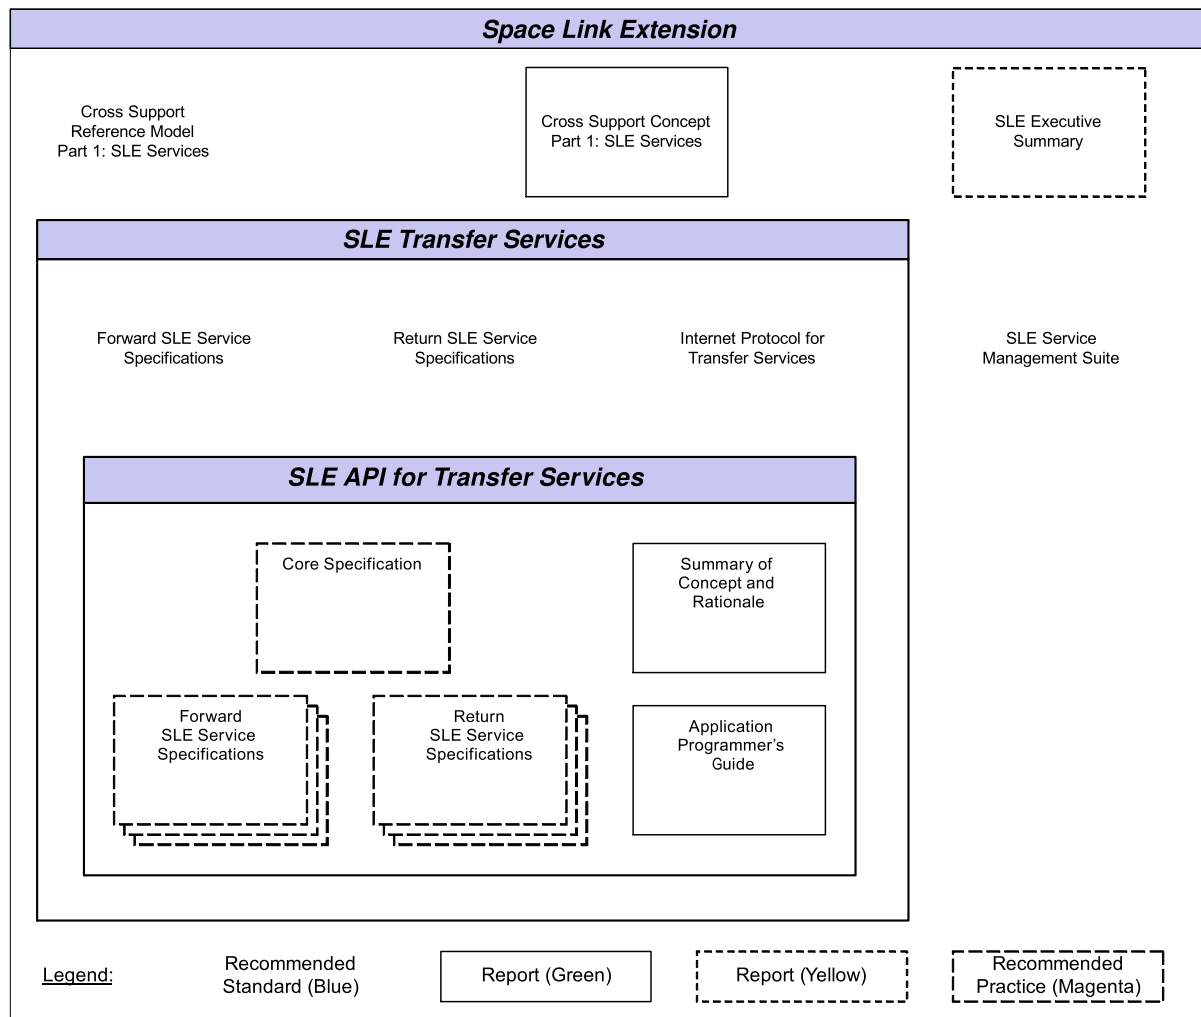 Space Link Extension
Cross Support
Reference Model
Part 1: SLE Services
Cross Support Concept
Part 1: SLE Services
SLE Executive
Summary
SLE Transfer Services
Forward SLE Service
Specifications
Return SLE Service
Specifications
Internet Protocol for
Transfer Services
SLE Service
Management Suite
SLE API for Transfer Services
Core Specification
Summary of
Concept and
Rationale
Forward
SLE Service
Specifications
Return
SLE Service
Specifications
Application
Programmer’s
Guide
Legend:
Recommended
Standard (Blue)
Report (Green)
Report (Yellow)
Recommended
Practice (Magenta)